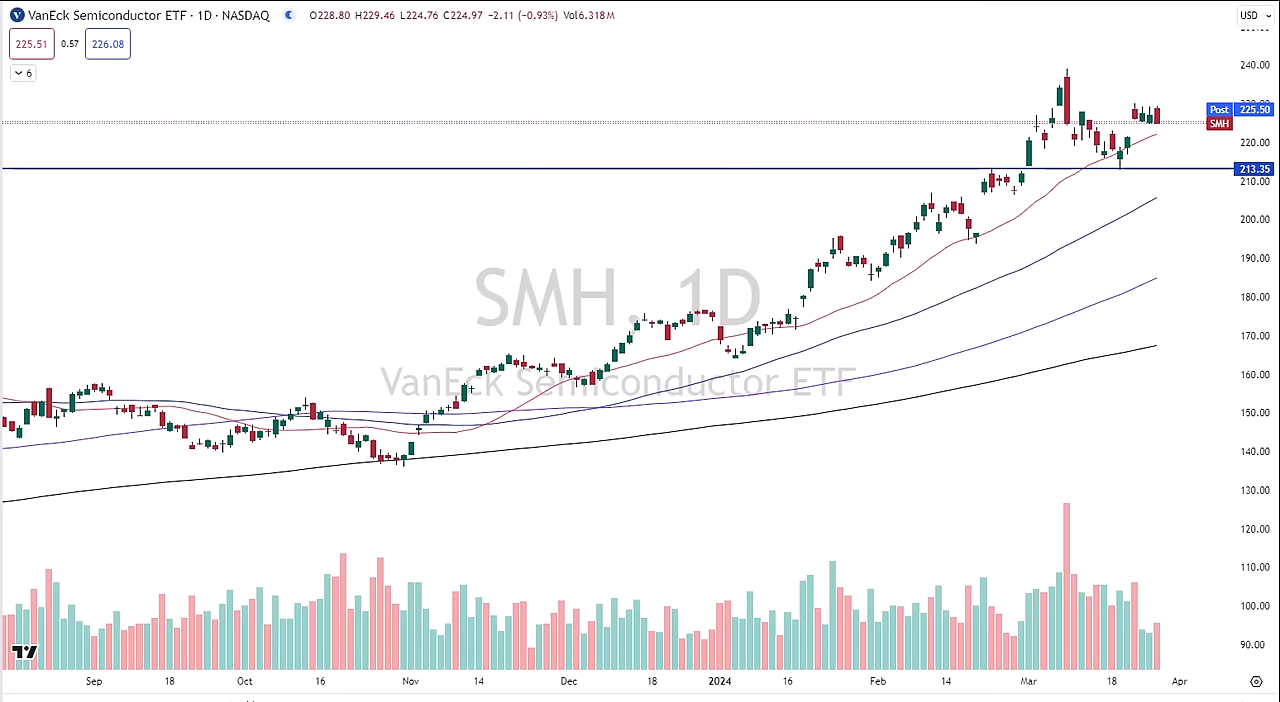 VanEck Semiconductor ETF · 1D · NASDAQ O228.80 H229.46 L224.76 C224.97 −2.11 (−0.93%) Vol6.318M
USD
225.51 0.57 226.08
6
240.00
Post 225.50
SMH
220.00
213.35
210.00
200.00
190.00
SMH, 1D
180.00
170.00
VanEck Semiconductor ETF
160.00
150.00
140.00
130.00
120.00
110.00
100.00
90.00
Sep 18 Oct 16 Nov 14 Dec 18 2024 16 Feb 14 Mar 18 Apr